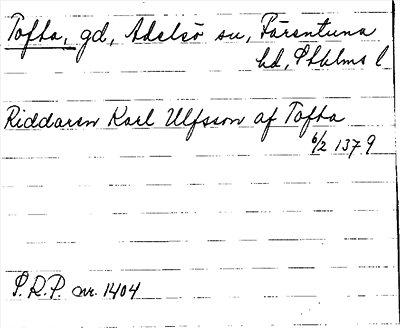 Tofta, gd, Adelsö sn, Färentuna
hd, Sthlms l
Riddaren Karl Ulfsson af Tofta
6/2 1379
S.R.P. nr. 1404